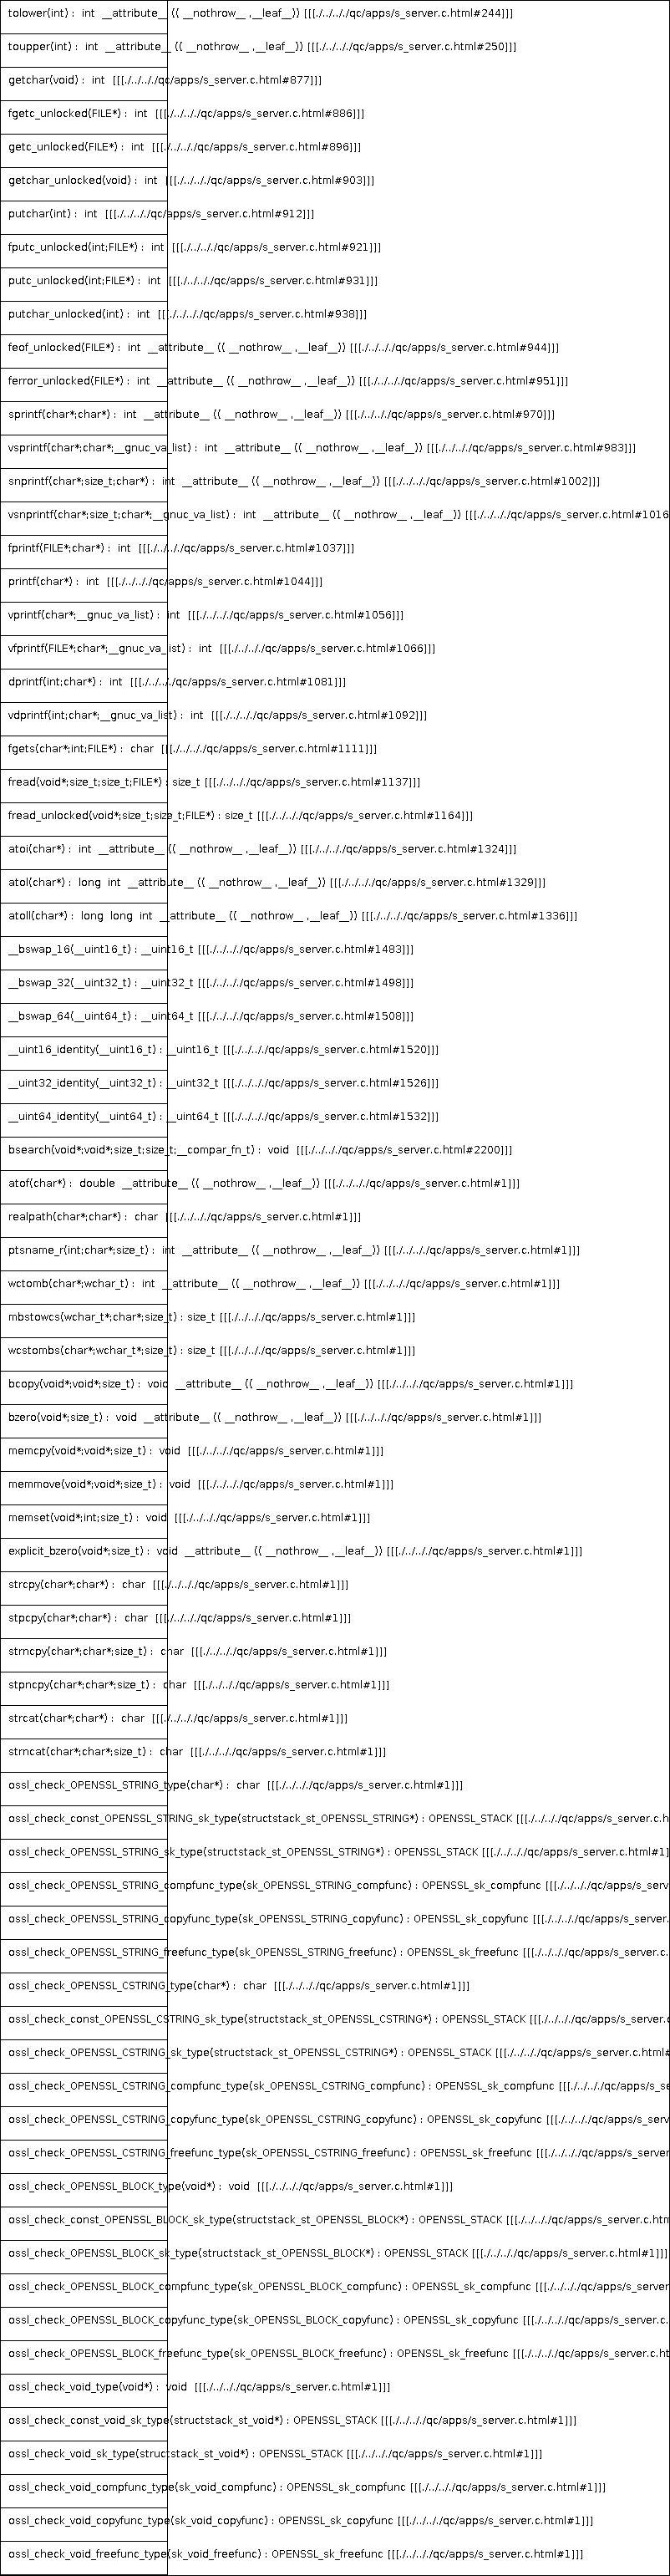 tolower(int) : int __attribute__ (( __nothrow__ ,__leaf__)) [[[./../../qc/apps/s_server.c.html#244]]]
toupper(int) : int __attribute__ (( __nothrow__ ,__leaf__)) [[[./../../qc/apps/s_server.c.html#250]]]
getchar(void) : int [[[./../../qc/apps/s_server.c.html#877]]]
fgetc_unlocked(FILE*) : int [[[./../../qc/apps/s_server.c.html#886]]]
getc_unlocked(FILE*) : int [[[./../../qc/apps/s_server.c.html#896]]]
getchar_unlocked(void) : int [[[./../../qc/apps/s_server.c.html#903]]]
putchar(int) : int [[[./../../qc/apps/s_server.c.html#912]]]
fputc_unlocked(int;FILE*) : int [[[./../../qc/apps/s_server.c.html#921]]]
putc_unlocked(int;FILE*) : int [[[./../../qc/apps/s_server.c.html#931]]]
putchar_unlocked(int) : int [[[./../../qc/apps/s_server.c.html#938]]]
feof_unlocked(FILE*) : int __attribute__ (( __nothrow__ ,__leaf__)) [[[./../../qc/apps/s_server.c.html#944]]]
ferror_unlocked(FILE*) : int __attribute__ (( __nothrow__ ,__leaf__)) [[[./../../qc/apps/s_server.c.html#951]]]
sprintf(char*;char*) : int __attribute__ (( __nothrow__ ,__leaf__)) [[[./../../qc/apps/s_server.c.html#970]]]
vsprintf(char*;char*;__gnuc_va_list) : int __attribute__ (( __nothrow__ ,__leaf__)) [[[./../../qc/apps/s_server.c.html#983]]]
snprintf(char*;size_t;char*) : int __attribute__ (( __nothrow__ ,__leaf__)) [[[./../../qc/apps/s_server.c.html#1002]]]
vsnprintf(char*;size_t;char*;__gnuc_va_list) : int __attribute__ (( __nothrow__ ,__leaf__)) [[[./../../qc/apps/s_server.c.html#1016
fprintf(FILE*;char*) : int [[[./../../qc/apps/s_server.c.html#1037]]]
printf(char*) : int [[[./../../qc/apps/s_server.c.html#1044]]]
vprintf(char*;__gnuc_va_list) : int [[[./../../qc/apps/s_server.c.html#1056]]]
vfprintf(FILE*;char*;__gnuc_va_list) : int [[[./../../qc/apps/s_server.c.html#1066]]]
dprintf(int;char*) : int [[[./../../qc/apps/s_server.c.html#1081]]]
vdprintf(int;char*;__gnuc_va_list) : int [[[./../../qc/apps/s_server.c.html#1092]]]
fgets(char*;int;FILE*) : char [[[./../../qc/apps/s_server.c.html#1111]]]
fread(void*;size_t;size_t;FILE*) : size_t [[[./../../qc/apps/s_server.c.html#1137]]]
fread_unlocked(void*;size_t;size_t;FILE*) : size_t [[[./../../qc/apps/s_server.c.html#1164]]]
atoi(char*) : int __attribute__ (( __nothrow__ ,__leaf__)) [[[./../../qc/apps/s_server.c.html#1324]]]
atol(char*) : long int __attribute__ (( __nothrow__ ,__leaf__)) [[[./../../qc/apps/s_server.c.html#1329]]]
atoll(char*) : long long int __attribute__ (( __nothrow__ ,__leaf__)) [[[./../../qc/apps/s_server.c.html#1336]]]
__bswap_16(__uint16_t) : __uint16_t [[[./../../qc/apps/s_server.c.html#1483]]]
__bswap_32(__uint32_t) : __uint32_t [[[./../../qc/apps/s_server.c.html#1498]]]
__bswap_64(__uint64_t) : __uint64_t [[[./../../qc/apps/s_server.c.html#1508]]]
__uint16_identity(__uint16_t) : __uint16_t [[[./../../qc/apps/s_server.c.html#1520]]]
__uint32_identity(__uint32_t) : __uint32_t [[[./../../qc/apps/s_server.c.html#1526]]]
__uint64_identity(__uint64_t) : __uint64_t [[[./../../qc/apps/s_server.c.html#1532]]]
bsearch(void*;void*;size_t;size_t;__compar_fn_t) : void [[[./../../qc/apps/s_server.c.html#2200]]]
atof(char*) : double __attribute__ (( __nothrow__ ,__leaf__)) [[[./../../qc/apps/s_server.c.html#1]]]
realpath(char*;char*) : char [[[./../../qc/apps/s_server.c.html#1]]]
ptsname_r(int;char*;size_t) : int __attribute__ (( __nothrow__ ,__leaf__)) [[[./../../qc/apps/s_server.c.html#1]]]
wctomb(char*;wchar_t) : int __attribute__ (( __nothrow__ ,__leaf__)) [[[./../../qc/apps/s_server.c.html#1]]]
mbstowcs(wchar_t*;char*;size_t) : size_t [[[./../../qc/apps/s_server.c.html#1]]]
wcstombs(char*;wchar_t*;size_t) : size_t [[[./../../qc/apps/s_server.c.html#1]]]
bcopy(void*;void*;size_t) : void __attribute__ (( __nothrow__ ,__leaf__)) [[[./../../qc/apps/s_server.c.html#1]]]
bzero(void*;size_t) : void __attribute__ (( __nothrow__ ,__leaf__)) [[[./../../qc/apps/s_server.c.html#1]]]
memcpy(void*;void*;size_t) : void [[[./../../qc/apps/s_server.c.html#1]]]
memmove(void*;void*;size_t) : void [[[./../../qc/apps/s_server.c.html#1]]]
memset(void*;int;size_t) : void [[[./../../qc/apps/s_server.c.html#1]]]
explicit_bzero(void*;size_t) : void __attribute__ (( __nothrow__ ,__leaf__)) [[[./../../qc/apps/s_server.c.html#1]]]
strcpy(char*;char*) : char [[[./../../qc/apps/s_server.c.html#1]]]
stpcpy(char*;char*) : char [[[./../../qc/apps/s_server.c.html#1]]]
strncpy(char*;char*;size_t) : char [[[./../../qc/apps/s_server.c.html#1]]]
stpncpy(char*;char*;size_t) : char [[[./../../qc/apps/s_server.c.html#1]]]
strcat(char*;char*) : char [[[./../../qc/apps/s_server.c.html#1]]]
strncat(char*;char*;size_t) : char [[[./../../qc/apps/s_server.c.html#1]]]
ossl_check_OPENSSL_STRING_type(char*) : char [[[./../../qc/apps/s_server.c.html#1]]]
ossl_check_const_OPENSSL_STRING_sk_type(structstack_st_OPENSSL_STRING*) : OPENSSL_STACK [[[./../../qc/apps/s_server.c.h
ossl_check_OPENSSL_STRING_sk_type(structstack_st_OPENSSL_STRING*) : OPENSSL_STACK [[[./../../qc/apps/s_server.c.html#1]
ossl_check_OPENSSL_STRING_compfunc_type(sk_OPENSSL_STRING_compfunc) : OPENSSL_sk_compfunc [[[./../../qc/apps/s_serv
ossl_check_OPENSSL_STRING_copyfunc_type(sk_OPENSSL_STRING_copyfunc) : OPENSSL_sk_copyfunc [[[./../../qc/apps/s_server.
ossl_check_OPENSSL_STRING_freefunc_type(sk_OPENSSL_STRING_freefunc) : OPENSSL_sk_freefunc [[[./../../qc/apps/s_server.c.
ossl_check_OPENSSL_CSTRING_type(char*) : char [[[./../../qc/apps/s_server.c.html#1]]]
ossl_check_const_OPENSSL_CSTRING_sk_type(structstack_st_OPENSSL_CSTRING*) : OPENSSL_STACK [[[./../../qc/apps/s_server.c
ossl_check_OPENSSL_CSTRING_sk_type(structstack_st_OPENSSL_CSTRING*) : OPENSSL_STACK [[[./../../qc/apps/s_server.c.html#
ossl_check_OPENSSL_CSTRING_compfunc_type(sk_OPENSSL_CSTRING_compfunc) : OPENSSL_sk_compfunc [[[./../../qc/apps/s_se
ossl_check_OPENSSL_CSTRING_copyfunc_type(sk_OPENSSL_CSTRING_copyfunc) : OPENSSL_sk_copyfunc [[[./../../qc/apps/s_serv
ossl_check_OPENSSL_CSTRING_freefunc_type(sk_OPENSSL_CSTRING_freefunc) : OPENSSL_sk_freefunc [[[./../../qc/apps/s_server
ossl_check_OPENSSL_BLOCK_type(void*) : void [[[./../../qc/apps/s_server.c.html#1]]]
ossl_check_const_OPENSSL_BLOCK_sk_type(structstack_st_OPENSSL_BLOCK*) : OPENSSL_STACK [[[./../../qc/apps/s_server.c.htm
ossl_check_OPENSSL_BLOCK_sk_type(structstack_st_OPENSSL_BLOCK*) : OPENSSL_STACK [[[./../../qc/apps/s_server.c.html#1]]]
ossl_check_OPENSSL_BLOCK_compfunc_type(sk_OPENSSL_BLOCK_compfunc) : OPENSSL_sk_compfunc [[[./../../qc/apps/s_server
ossl_check_OPENSSL_BLOCK_copyfunc_type(sk_OPENSSL_BLOCK_copyfunc) : OPENSSL_sk_copyfunc [[[./../../qc/apps/s_server.c.
ossl_check_OPENSSL_BLOCK_freefunc_type(sk_OPENSSL_BLOCK_freefunc) : OPENSSL_sk_freefunc [[[./../../qc/apps/s_server.c.ht
ossl_check_void_type(void*) : void [[[./../../qc/apps/s_server.c.html#1]]]
ossl_check_const_void_sk_type(structstack_st_void*) : OPENSSL_STACK [[[./../../qc/apps/s_server.c.html#1]]]
ossl_check_void_sk_type(structstack_st_void*) : OPENSSL_STACK [[[./../../qc/apps/s_server.c.html#1]]]
ossl_check_void_compfunc_type(sk_void_compfunc) : OPENSSL_sk_compfunc [[[./../../qc/apps/s_server.c.html#1]]]
ossl_check_void_copyfunc_type(sk_void_copyfunc) : OPENSSL_sk_copyfunc [[[./../../qc/apps/s_server.c.html#1]]]
ossl_check_void_freefunc_type(sk_void_freefunc) : OPENSSL_sk_freefunc [[[./../../qc/apps/s_server.c.html#1]]]